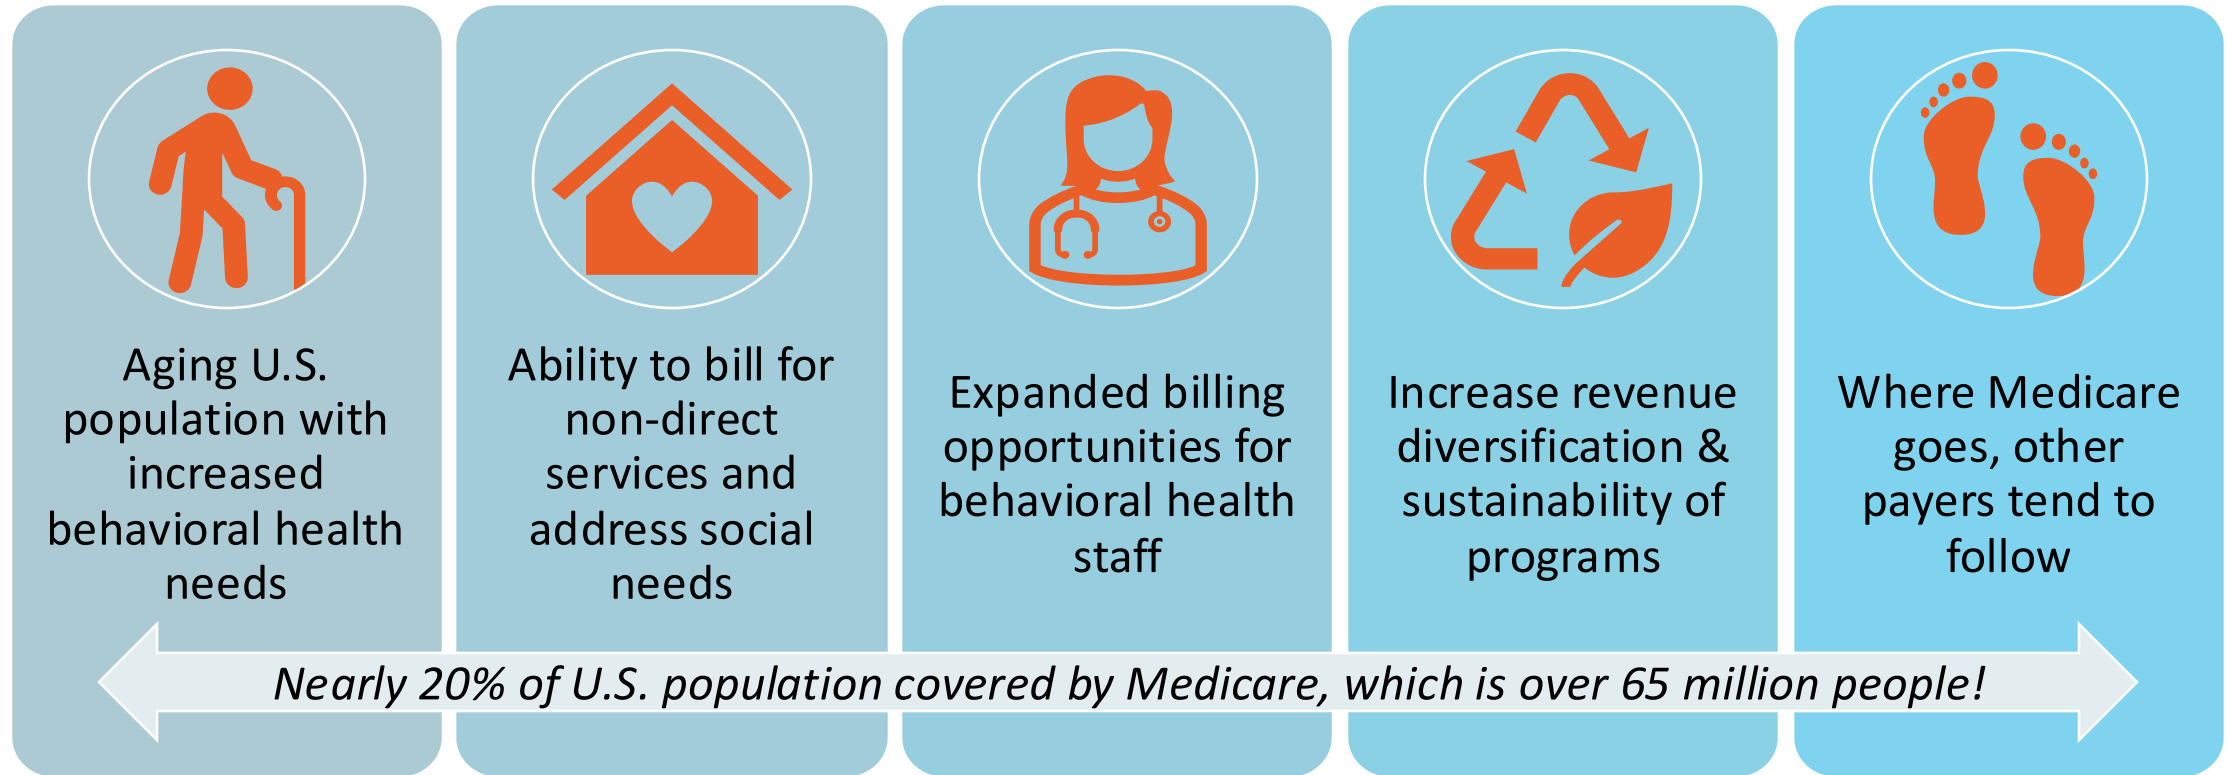 Aging U.S.
population with
increased
behavioral health
needs
Ability to bill for
non-direct
services and
address social
needs
Expanded billing
opportunities for
behavioral health
staff
Increase revenue
diversification &
sustainability of
programs
Where Medicare
goes, other
payers tend to
follow
Nearly 20% of U.S. population covered by Medicare, which is over 65 million people!